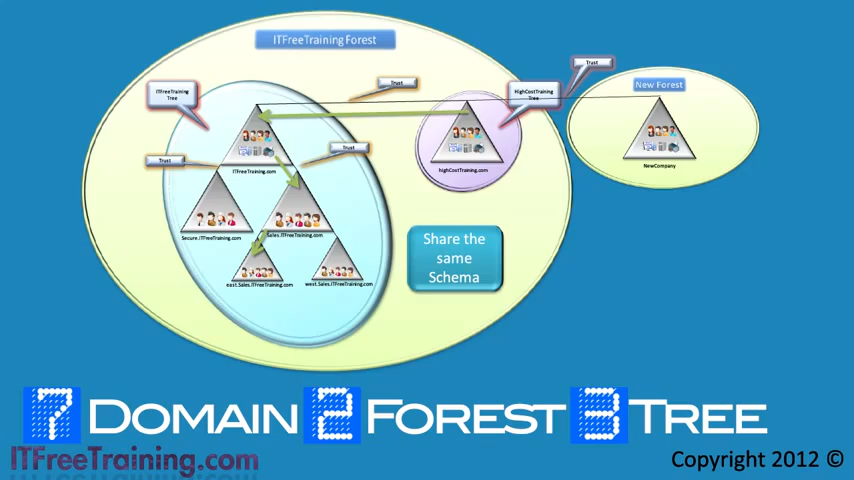 ITFreeTraining Forest
Trust
ITFreeTraining
Tree
Trust
HighCostTraining
Tree
New Forest
Trust
Trust
ITFreeTraining.com
highCostTraining.com
NewCompany
Secure.ITFreeTraining.com
Sales.ITFreeTraining.com
east.Sales.ITFreeTraining.com
west.Sales.ITFreeTraining.com
Share the
same
Schema
7 DOMAIN 2 FOREST 3 TREE
ITFreeTraining.com
Copyright 2012 ©